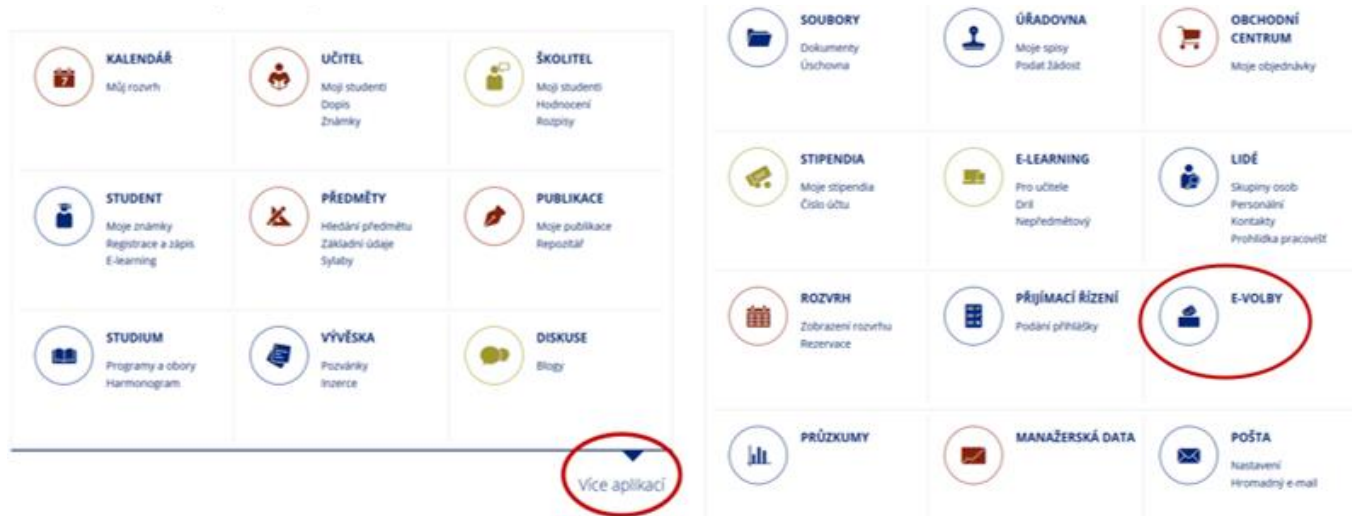 KALENDÁŘ
Můj rozvrh
UČITEL
Moji studenti
Dopis
Známky
ŠKOLITEL
Moji studenti
Hodnocení
Rozpisy
STUDENT
Moje známky
Registrace a zápis
E-learning
PŘEDMĚTY
Hledání předmětu
Základní údaje
Sylaby
PUBLIKACE
Moje publikace
Repozitář
STUDIUM
Programy a obory
Harmonogram
VÝVĚSKA
Pozvánky
Inzerce
DISKUSE
Blogy
Více aplikací
SOUBORY
Dokumenty
Úschovna
ÚŘADOVNA
Moje spisy
Podat žádost
OBCHODNÍ
CENTRUM
Moje objednávky
STIPENDIA
Moje stipendia
Číslo účtu
E-LEARNING
Pro učitele
Dril
Nepředmětový
LIDÉ
Skupiny osob
Personální
Kontakty
Prohlídka pracovišť
ROZVRH
Zobrazení rozvrhu
Rezervace
PŘIJÍMACÍ ŘÍZENÍ
Podání přihlášky
E-VOLBY
PRŮZKUMY
MANAŽERSKÁ DATA
POŠTA
Nastavení
Hromadný e-mail